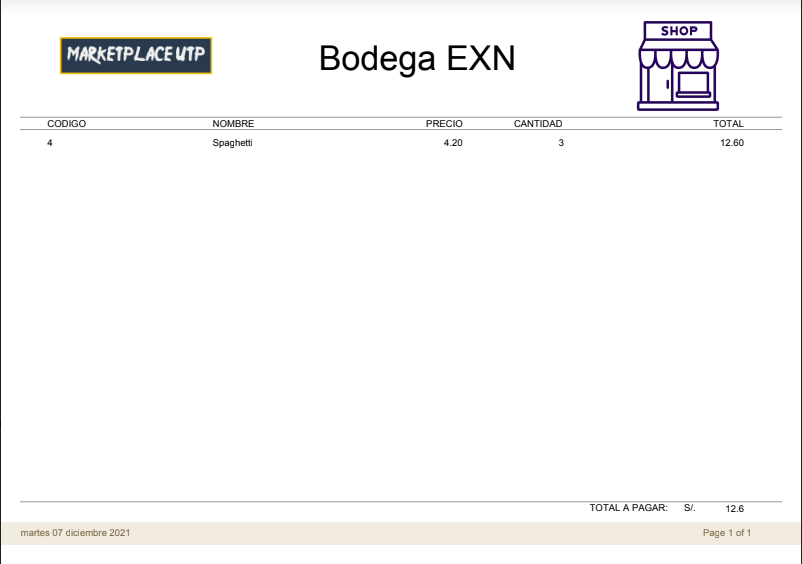 MARKETPLACE UTP
Bodega EXN
SHOP
CODIGO NOMBRE PRECIO CANTIDAD TOTAL
4 Spaghetti 4.20 3 12.60
TOTAL A PAGAR: S/. 12.6
martes 07 diciembre 2021 Page 1 of 1